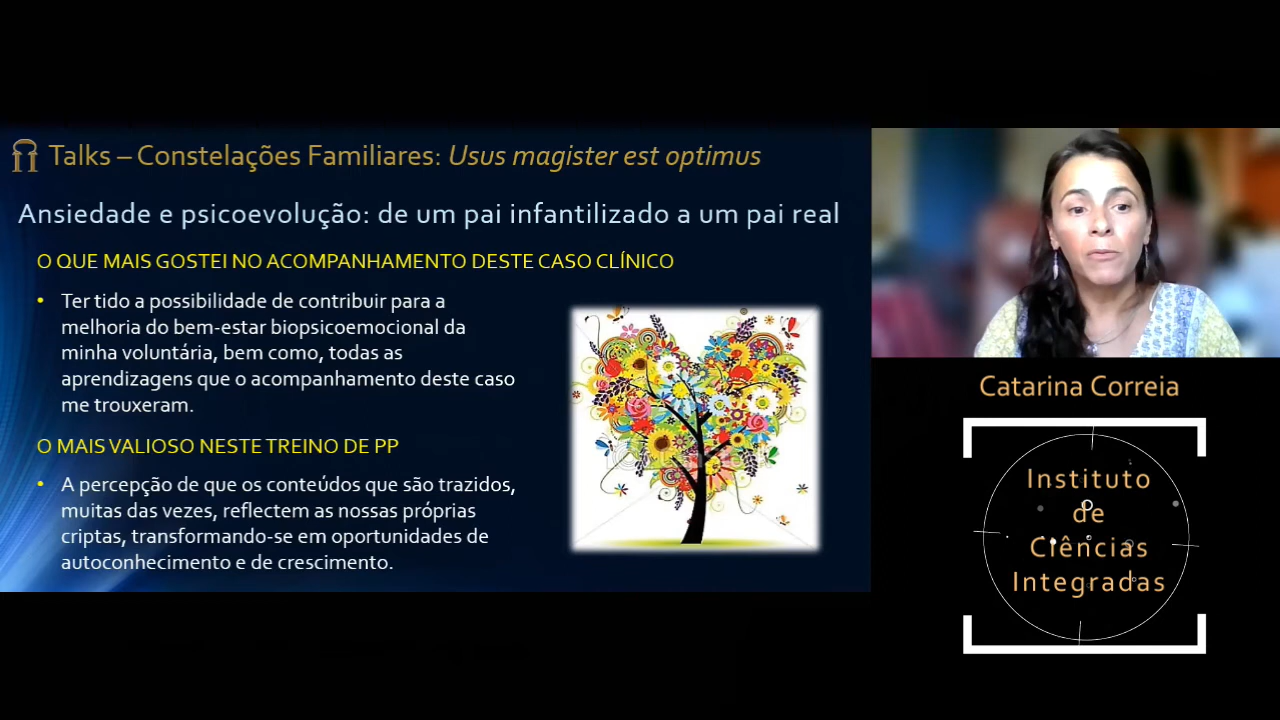 Talks – Constelações Familiares: Usus magister est optimus
Ansiedade e psicoevolução: de um pai infantilizado a um pai real
O QUE MAIS GOSTEI NO ACOMPANHAMENTO DESTE CASO CLÍNICO
• Ter tido a possibilidade de contribuir para a
melhoria do bem-estar biopsicoemocional da
minha voluntária, bem como, todas as
aprendizagens que o acompanhamento deste caso
me trouxeram.
O MAIS VALIOSO NESTE TREINO DE PP
• A percepção de que os conteúdos que são trazidos,
muitas das vezes, reflectem as nossas próprias
criptas, transformando-se em oportunidades de
autoconhecimento e de crescimento.
Catarina Correia
Instituto
de
Ciências
Integradas